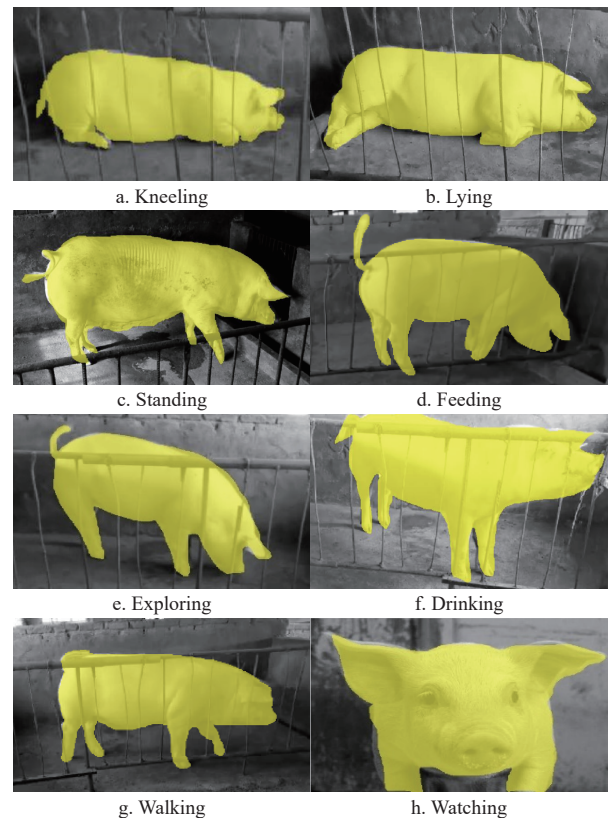 a. Kneeling
b. Lying
c. Standing
d. Feeding
e. Exploring
f. Drinking
g. Walking
h. Watching